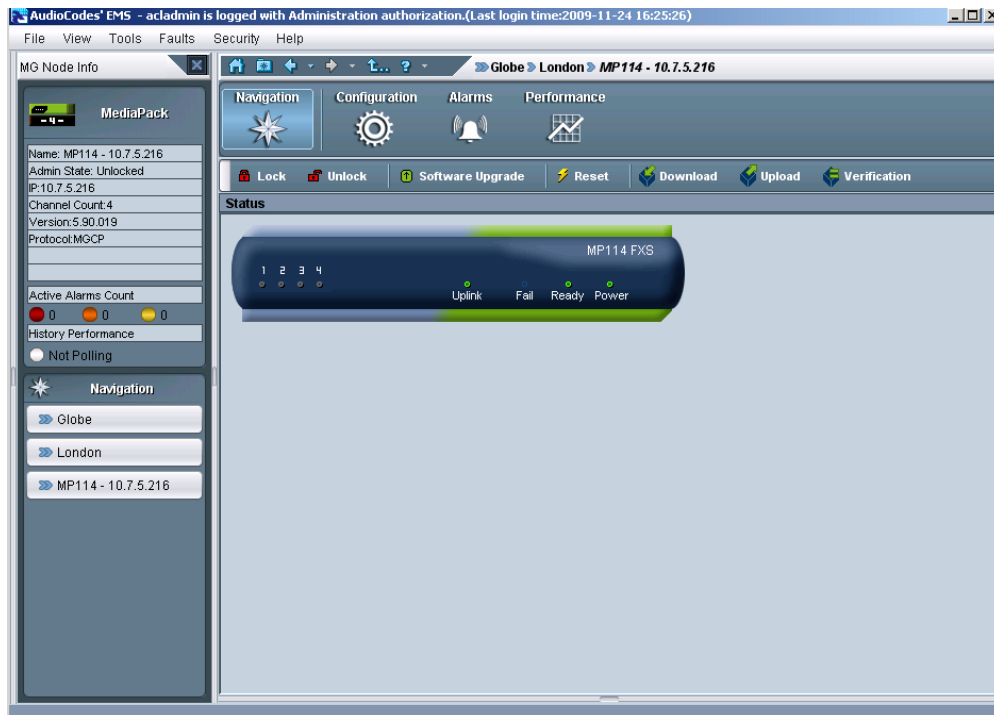 AudioCodes' EMS - acladmin is logged with Administration authorization.(Last login time:2009-11-24 16:25:26)
File View Tools Faults Security Help
MG Node Info
Globe London MP114 - 10.7.5.216
-4-
MediaPack
Name: MP114 - 10.7.5.216
Admin State: Unlocked
IP:10.7.5.216
Channel Count:4
Version:5.90.019
Protocol:MGCP
Active Alarms Count
0 0 0
History Performance
Not Polling
Navigation
Globe
London
MP114 - 10.7.5.216
Navigation Configuration Alarms Performance
Lock Unlock Software Upgrade Reset Download Upload Verification
Status
MP114 FXS
1 2 3 4
Uplink Fail Ready Power